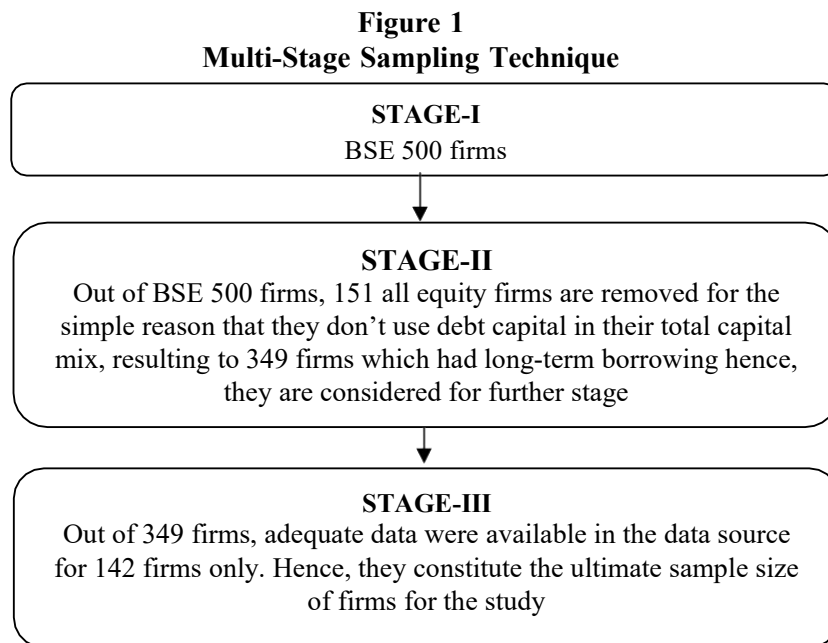 Figure 1
Multi-Stage Sampling Technique
STAGE-I
BSE 500 firms
STAGE-II
Out of BSE 500 firms, 151 all equity firms are removed for the
simple reason that they don’t use debt capital in their total capital
mix, resulting to 349 firms which had long-term borrowing hence,
they are considered for further stage
STAGE-III
Out of 349 firms, adequate data were available in the data source
for 142 firms only. Hence, they constitute the ultimate sample size
of firms for the study